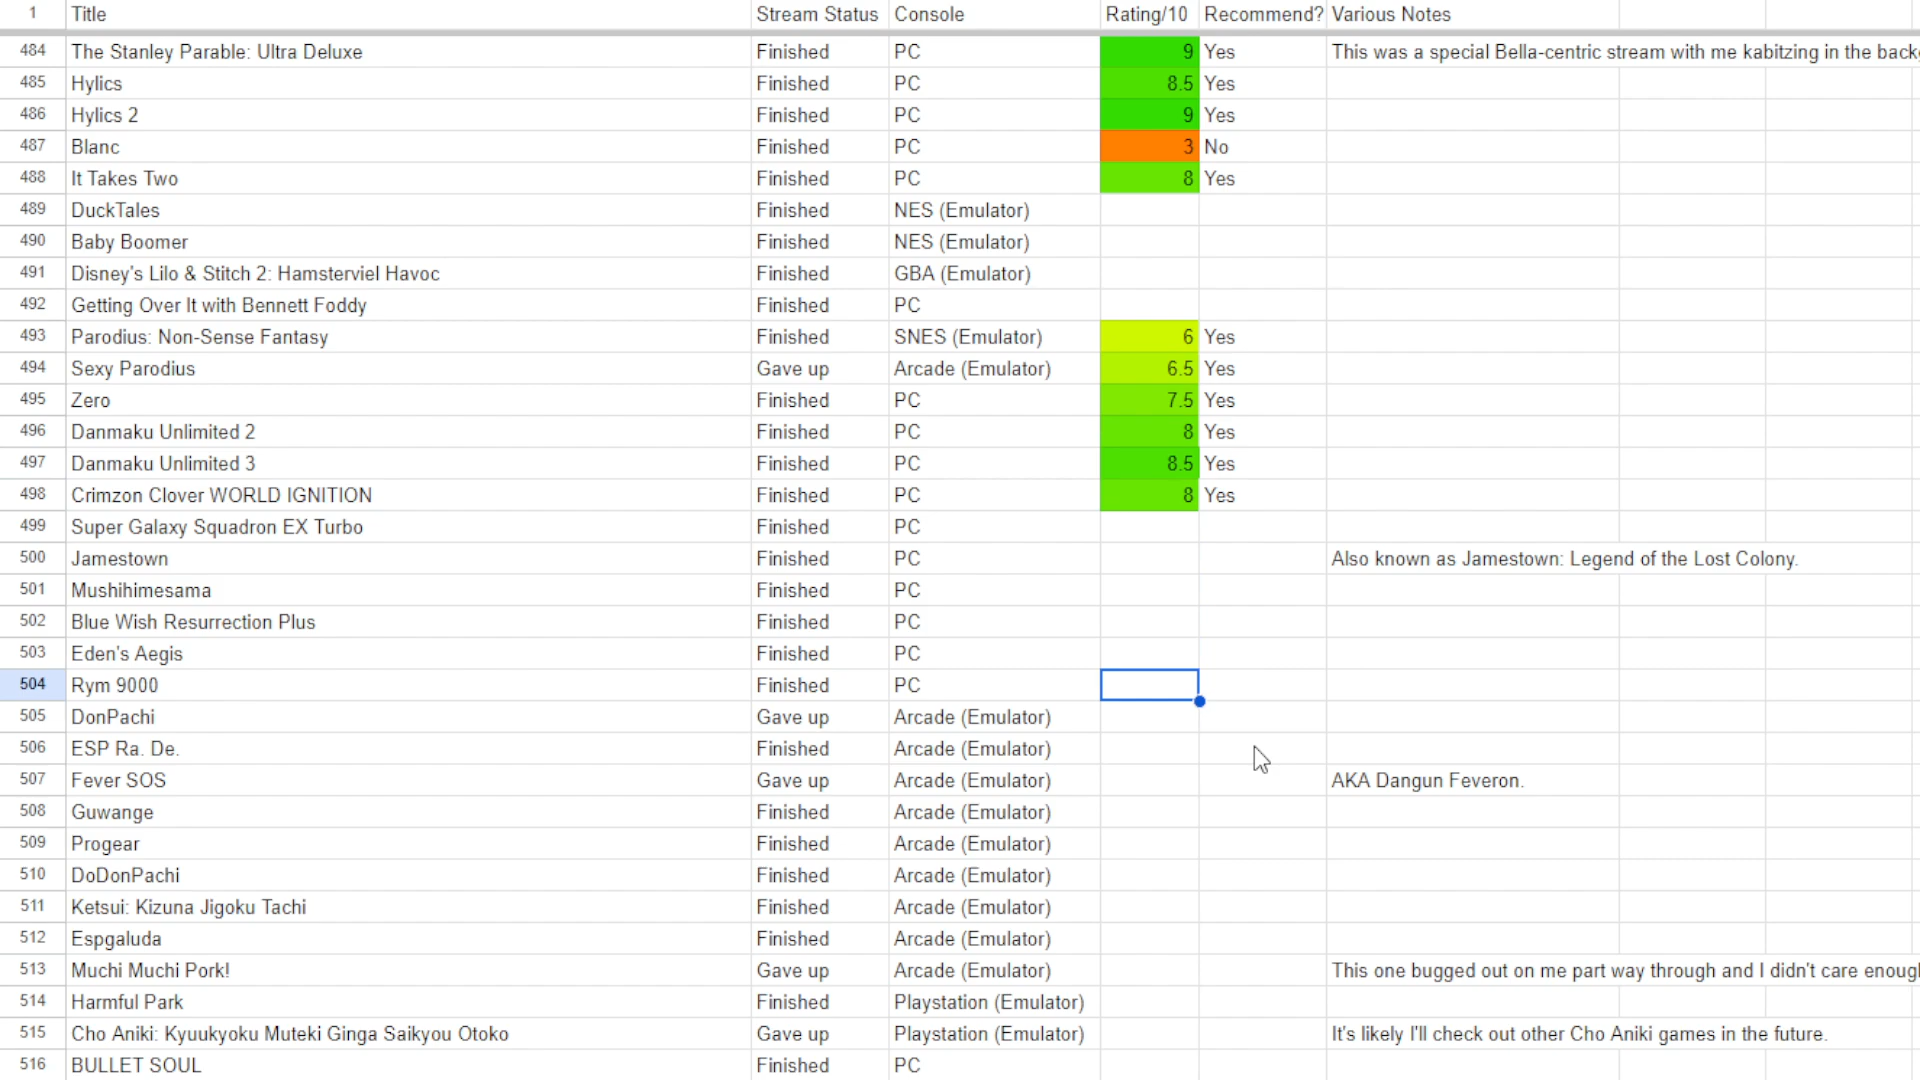 1 Title Stream Status Console Rating/10 Recommend? Various Notes
484 The Stanley Parable: Ultra Deluxe Finished PC 9 Yes This was a special Bella-centric stream with me kabitzing in the back
485 Hylics Finished PC 8.5 Yes
486 Hylics 2 Finished PC 9 Yes
487 Blanc Finished PC 3 No
488 It Takes Two Finished PC 8 Yes
489 DuckTales Finished NES (Emulator)
490 Baby Boomer Finished NES (Emulator)
491 Disney's Lilo & Stitch 2: Hamsterviel Havoc Finished GBA (Emulator)
492 Getting Over It with Bennett Foddy Finished PC
493 Parodius: Non-Sense Fantasy Finished SNES (Emulator) 6 Yes
494 Sexy Parodius Gave up Arcade (Emulator) 6.5 Yes
495 Zero Finished PC 7.5 Yes
496 Danmaku Unlimited 2 Finished PC 8 Yes
497 Danmaku Unlimited 3 Finished PC 8.5 Yes
498 Crimzon Clover WORLD IGNITION Finished PC 8 Yes
499 Super Galaxy Squadron EX Turbo Finished PC
500 Jamestown Finished PC Also known as Jamestown: Legend of the Lost Colony.
501 Mushihimesama Finished PC
502 Blue Wish Resurrection Plus Finished PC
503 Eden's Aegis Finished PC
504 Rym 9000 Finished PC
505 DonPachi Gave up Arcade (Emulator)
506 ESP Ra. De. Finished Arcade (Emulator)
507 Fever SOS Gave up Arcade (Emulator) AKA Dangun Feveron.
508 Guwange Finished Arcade (Emulator)
509 Progear Finished Arcade (Emulator)
510 DoDonPachi Finished Arcade (Emulator)
511 Ketsui: Kizuna Jigoku Tachi Finished Arcade (Emulator)
512 Espgaluda Finished Arcade (Emulator)
513 Muchi Muchi Pork! Gave up Arcade (Emulator) This one bugged out on me part way through and I didn't care enough
514 Harmful Park Finished Playstation (Emulator)
515 Cho Aniki: Kyuukyoku Muteki Ginga Saikyou Otoko Gave up Playstation (Emulator) It's likely I'll check out other Cho Aniki games in the future.
516 BULLET SOUL Finished PC